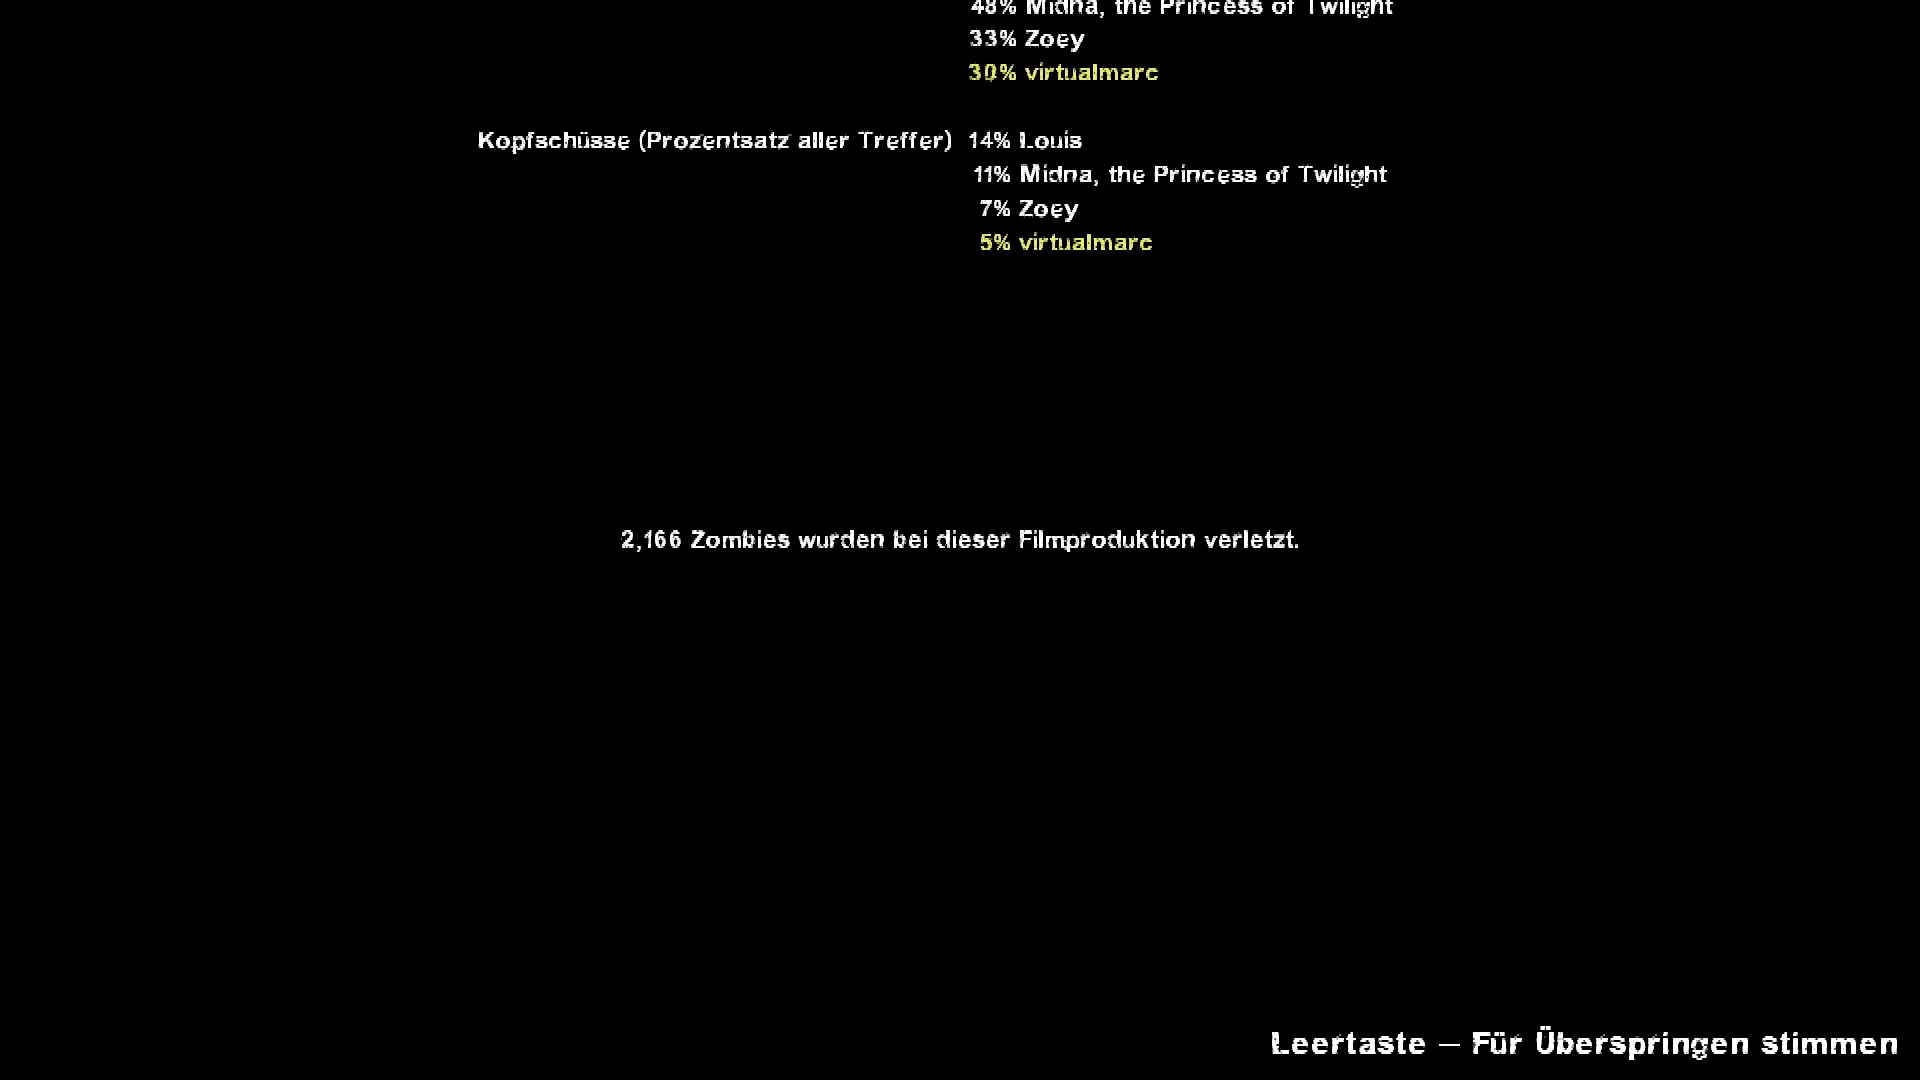 48% Midna, the Princess of Twilight
33% Zoey
30% virtualmarc
Kopfschüsse (Prozentsatz aller Treffer) 14% Louis
11% Midna, the Princess of Twilight
7% Zoey
5% virtualmarc
2,166 Zombies wurden bei dieser Filmproduktion verletzt.
Leertaste – Für Überspringen stimmen